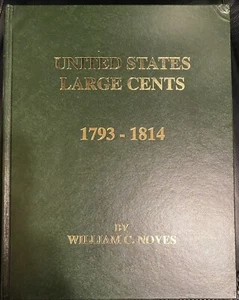 UNITED STATES
LARGE CENTS
1793 - 1814
BY
WILLIAM C. NOYES